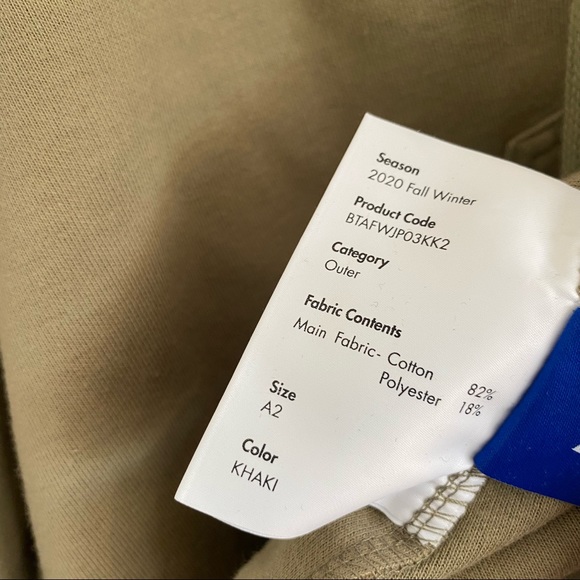 Season
2020 Fall Winter
Product Code
BTAFWJP03KK2
Category
Outer
Fabric Contents
Main Fabric- Cotton 82%
Polyester 18%
Size
A2
Color
KHAKI